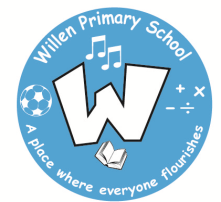 Willen Primary School
W
+ ×
− ÷
A place where everyone flourishes